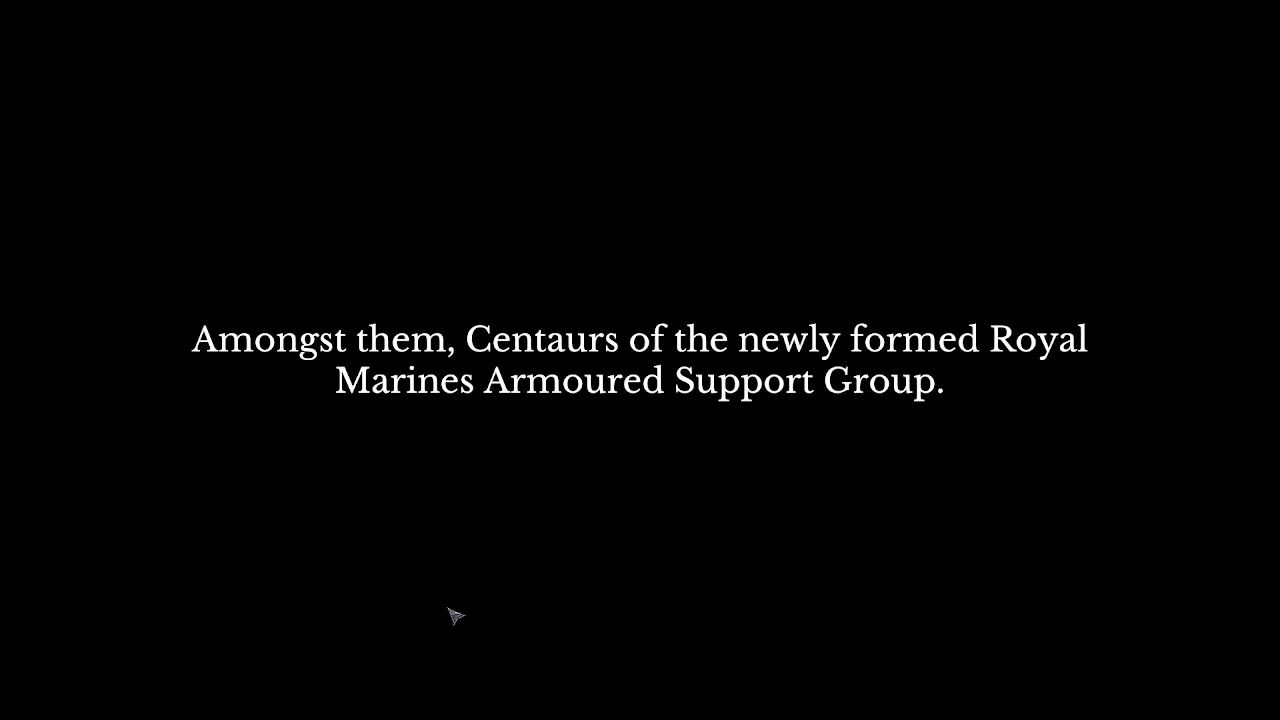 Amongst them, Centaurs of the newly formed Royal
Marines Armoured Support Group.